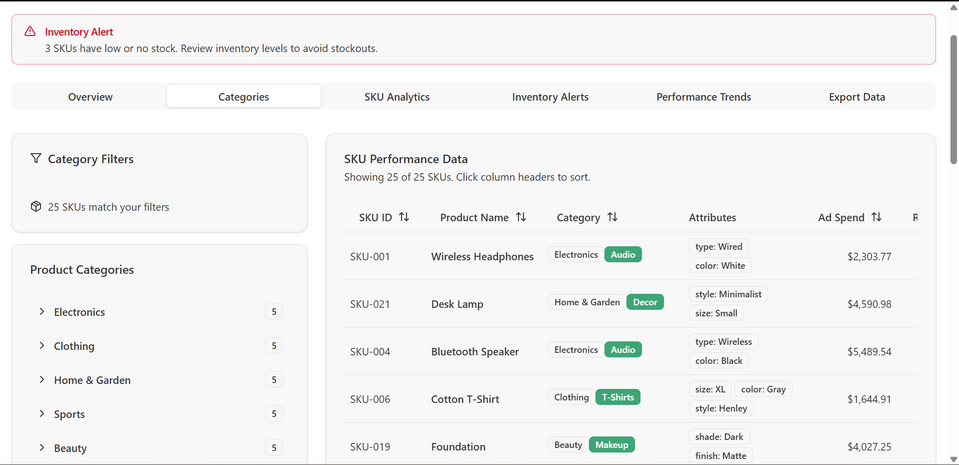 Inventory Alert
3 SKUs have low or no stock. Review inventory levels to avoid stockouts.
Overview Categories SKU Analytics Inventory Alerts Performance Trends Export Data
Category Filters
25 SKUs match your filters
Product Categories
Electronics 5
Clothing 5
Home & Garden 5
Sports 5
Beauty 5
SKU Performance Data
Showing 25 of 25 SKUs. Click column headers to sort.
SKU ID Product Name Category Attributes Ad Spend
SKU-001 Wireless Headphones Electronics Audio type: Wired $2,303.77
color: White
SKU-021 Desk Lamp Home & Garden Decor style: Minimalist $4,590.98
size: Small
SKU-004 Bluetooth Speaker Electronics Audio type: Wireless $5,489.54
color: Black
SKU-006 Cotton T-Shirt Clothing T-Shirts size: XL color: Gray $1,644.91
style: Henley
SKU-019 Foundation Beauty Makeup shade: Dark $4,027.25
finish: Matte